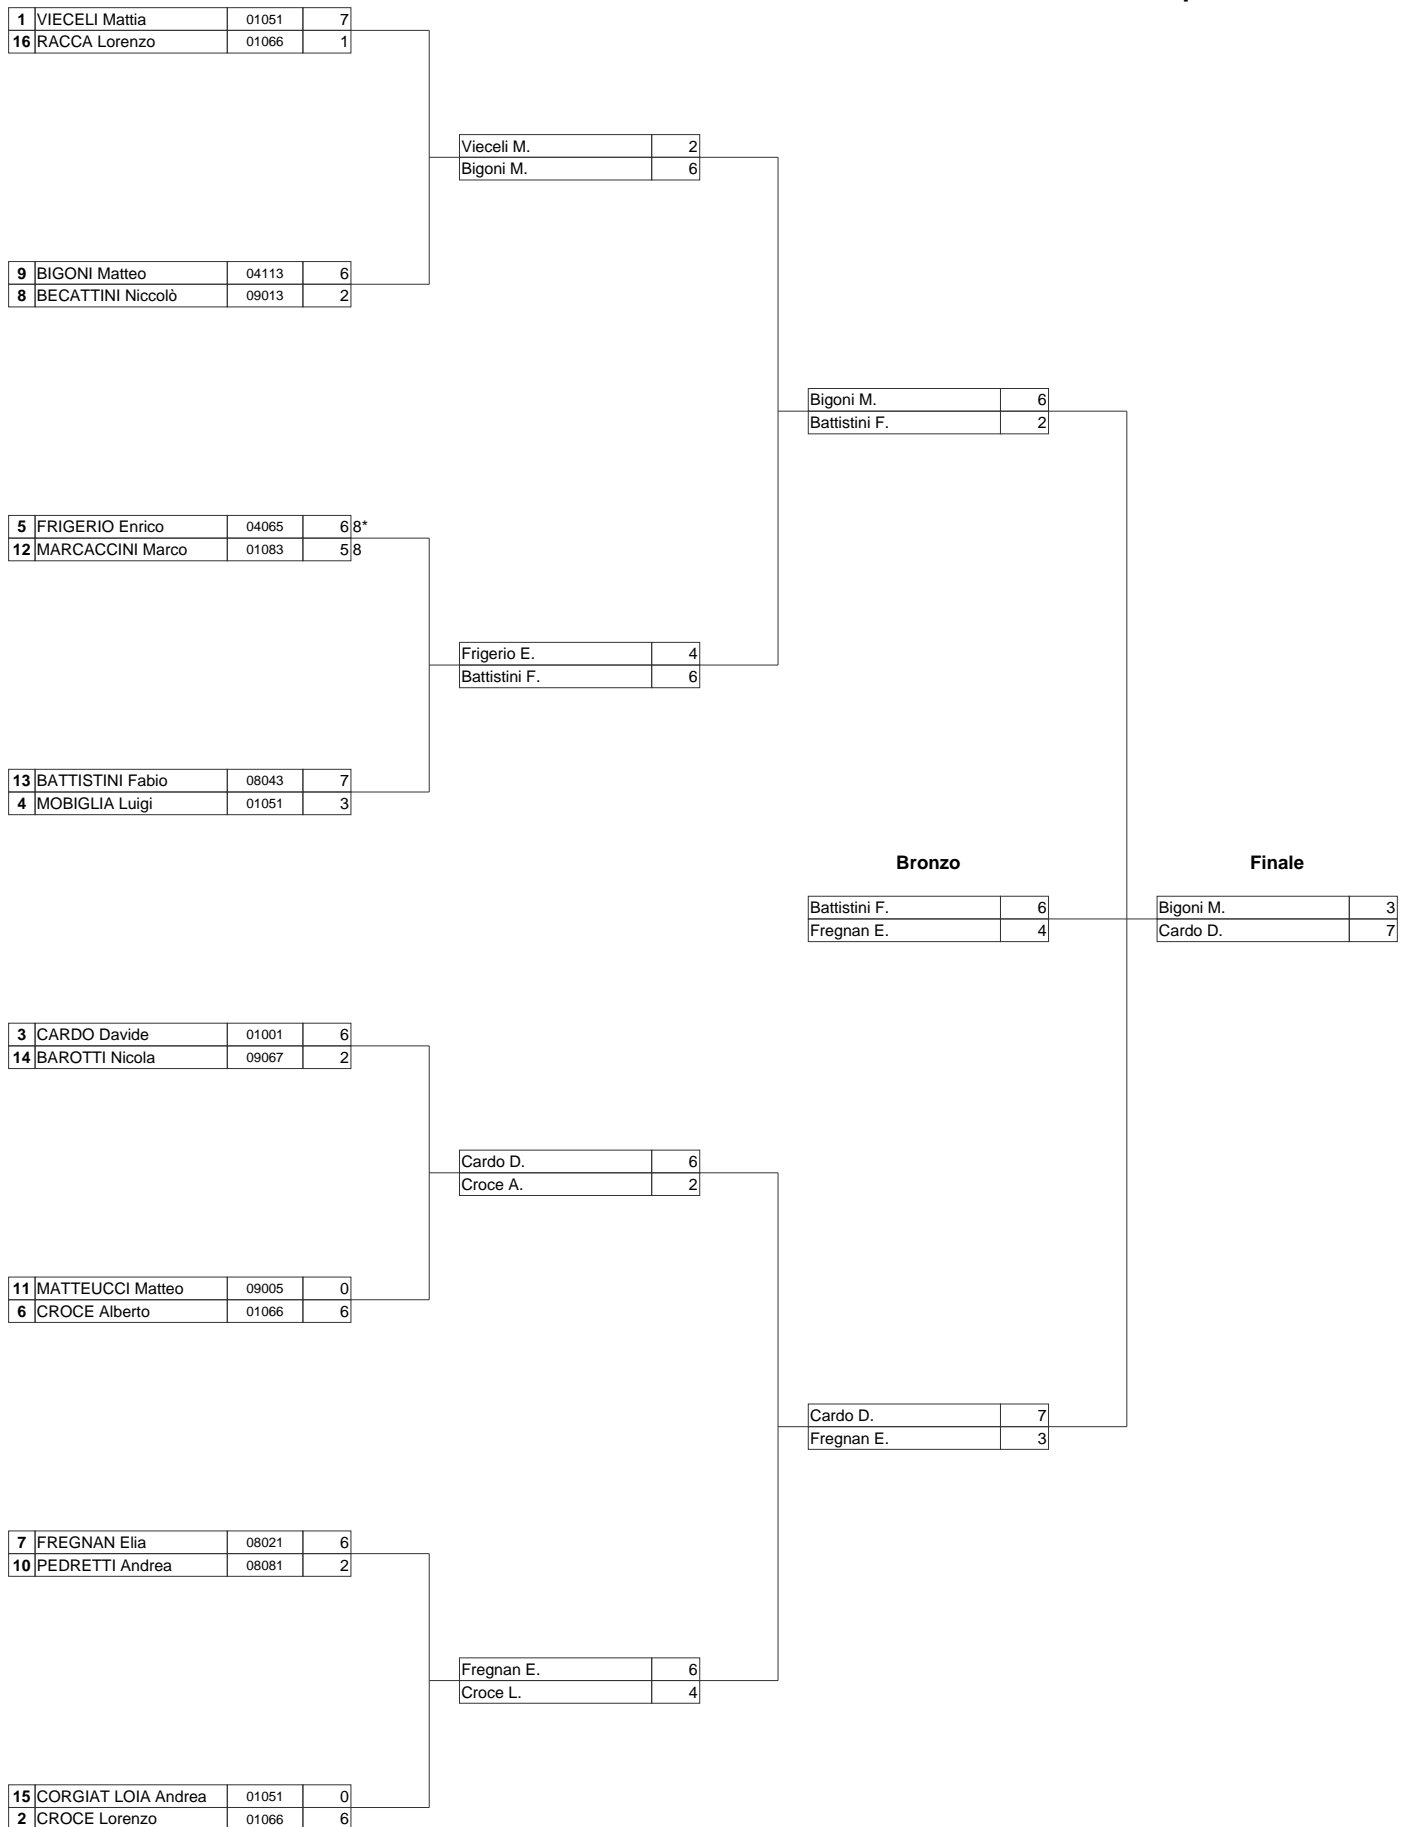 1 VIECELI Mattia 01051 7
16 RACCA Lorenzo 01066 1
Vieceli M. 2
Bigoni M. 6
9 BIGONI Matteo 04113 6
8 BECATTINI Niccolò 09013 2
Bigoni M. 6
Battistini F. 2
5 FRIGERIO Enrico 04065 6 8*
12 MARCACCINI Marco 01083 5 8
Frigerio E. 4
Battistini F. 6
13 BATTISTINI Fabio 08043 7
4 MOBIGLIA Luigi 01051 3
Bronzo Finale
Battistini F. 6 Bigoni M. 3
Fregnan E. 4 Cardo D. 7
3 CARDO Davide 01001 6
14 BAROTTI Nicola 09067 2
Cardo D. 6
Croce A. 2
11 MATTEUCCI Matteo 09005 0
6 CROCE Alberto 01066 6
Cardo D. 7
Fregnan E. 3
7 FREGNAN Elia 08021 6
10 PEDRETTI Andrea 08081 2
Fregnan E. 6
Croce L. 4
15 CORGIAT LOIA Andrea 01051 0
2 CROCE Lorenzo 01066 6